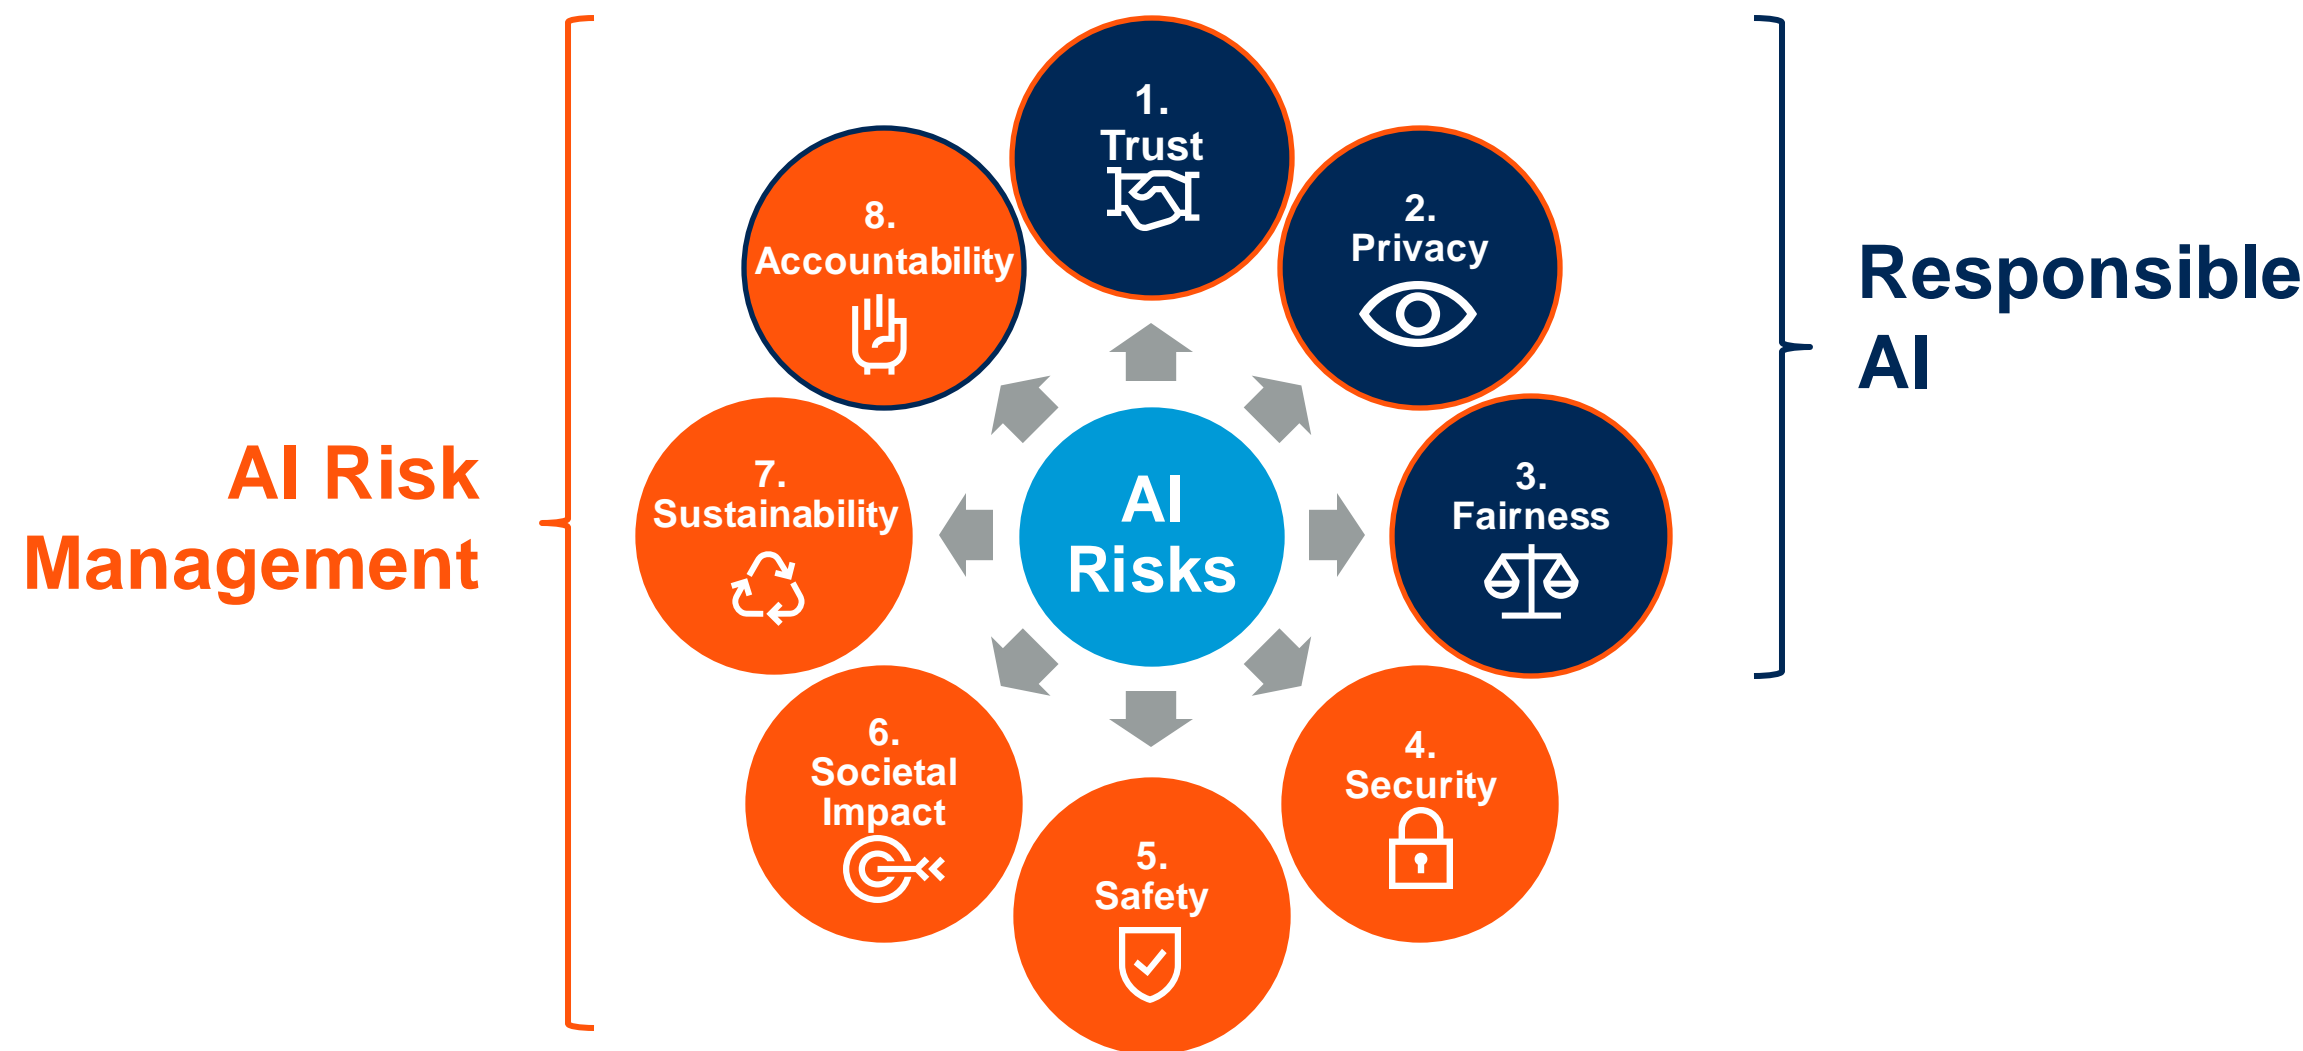 AI Risk
Management
1.
Trust
2.
Privacy
3.
Fairness
4.
Security
5.
Safety
6.
Societal
Impact
7.
Sustainability
8.
Accountability
AI
Risks
Responsible
AI